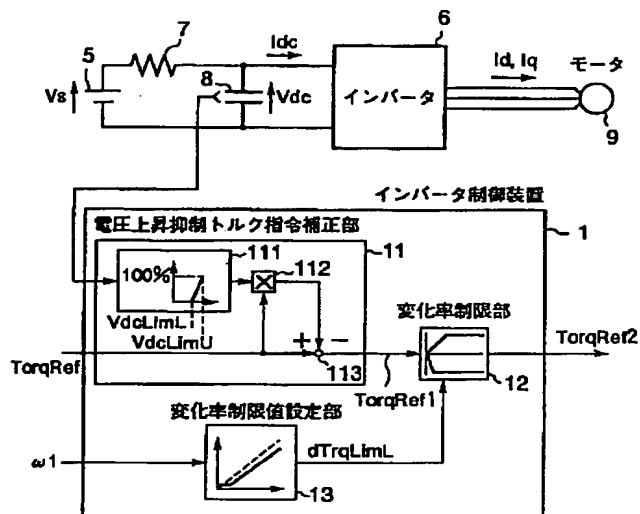 6
7
5
Vs
8
Idc
Vdc
インバータ
Id, Iq
モータ
9
インバータ制御装置
1
電圧上昇抑制トルク指令補正部
11
111
100%
112
VdcLimL
VdcLimU
TorqRef
+
−
113
TorqRef1
変化率制限部
12
TorqRef2
変化率制限値設定部
dTrqLimL
ω1
13